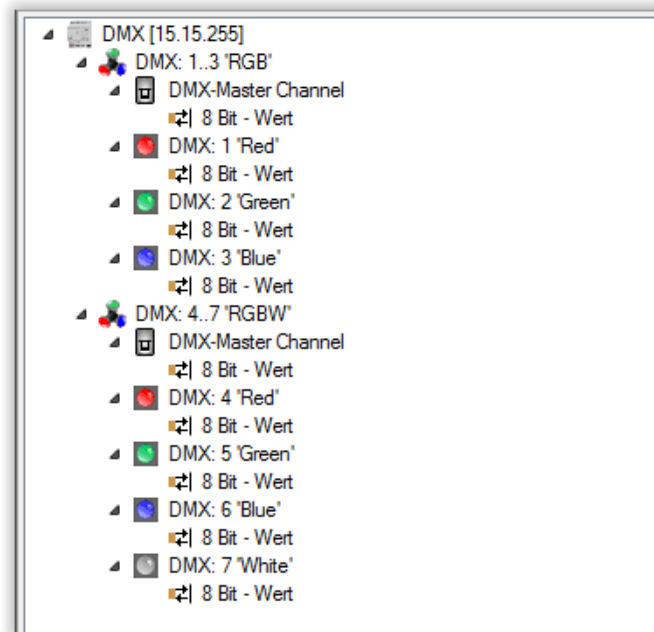 DMX [15.15.255]
DMX: 1..3 "RGB"
DMX-Master Channel
8 Bit - Wert
DMX: 1 "Red"
8 Bit - Wert
DMX: 2 "Green"
8 Bit - Wert
DMX: 3 "Blue"
8 Bit - Wert
DMX: 4..7 "RGBW"
DMX-Master Channel
8 Bit - Wert
DMX: 4 "Red"
8 Bit - Wert
DMX: 5 "Green"
8 Bit - Wert
DMX: 6 "Blue"
8 Bit - Wert
DMX: 7 "White"
8 Bit - Wert